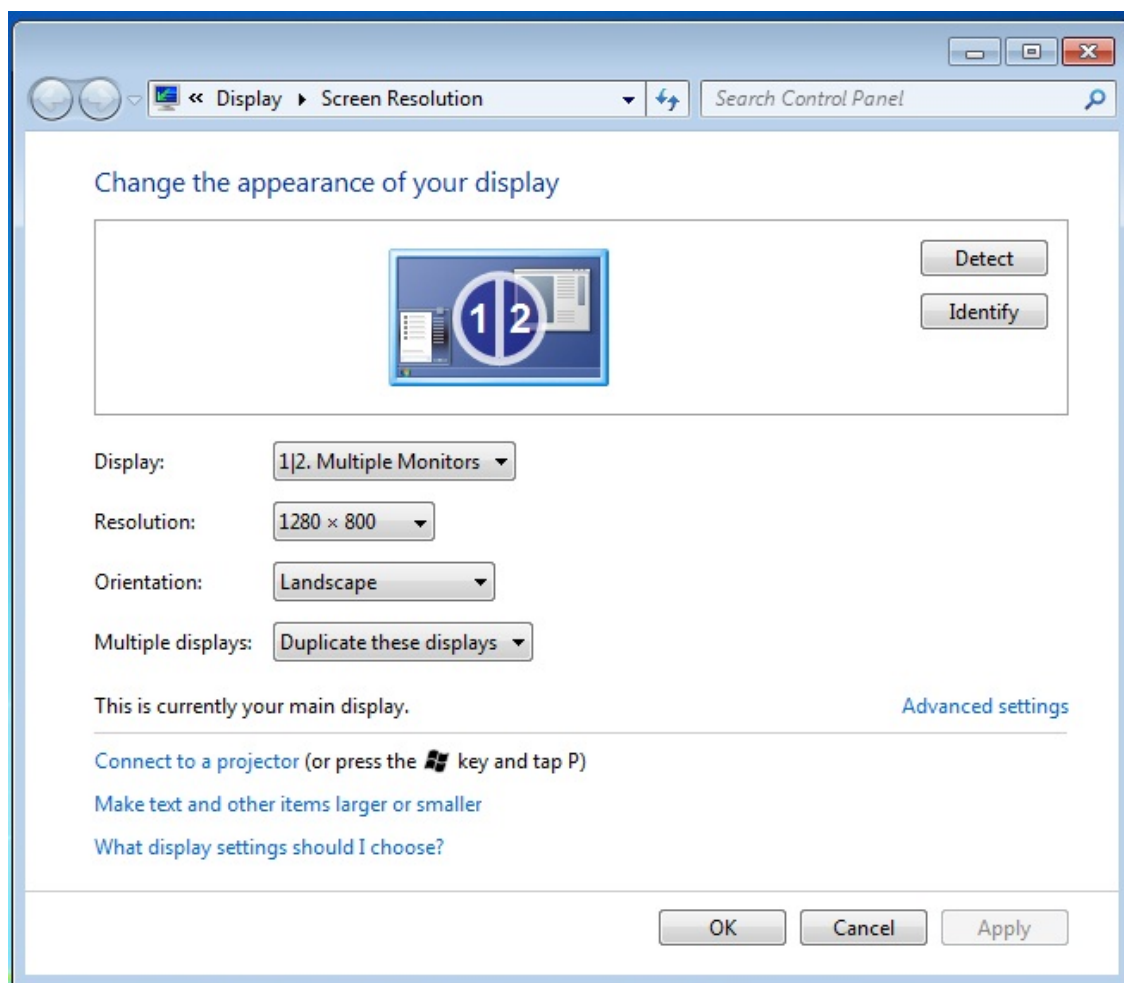 « Display ▸ Screen Resolution Search Control Panel
Change the appearance of your display
1 2
Detect
Identify
Display: 1|2. Multiple Monitors
Resolution: 1280 × 800
Orientation: Landscape
Multiple displays: Duplicate these displays
This is currently your main display. Advanced settings
Connect to a projector (or press the key and tap P)
Make text and other items larger or smaller
What display settings should I choose?
OK Cancel Apply